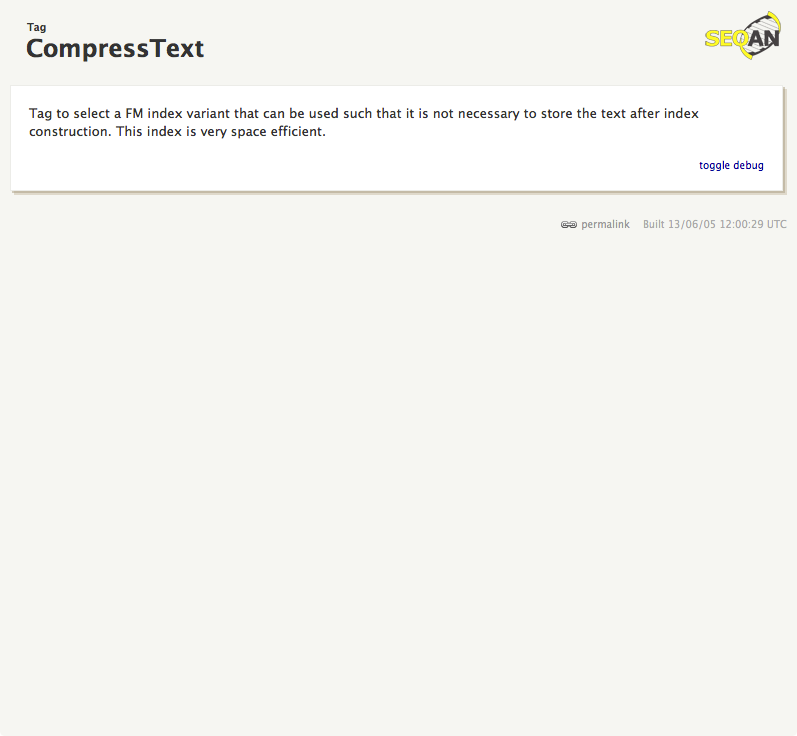 Tag
CompressText
SEQAN
Tag to select a FM index variant that can be used such that it is not necessary to store the text after index
construction. This index is very space efficient.
toggle debug
permalink Built 13/06/05 12:00:29 UTC